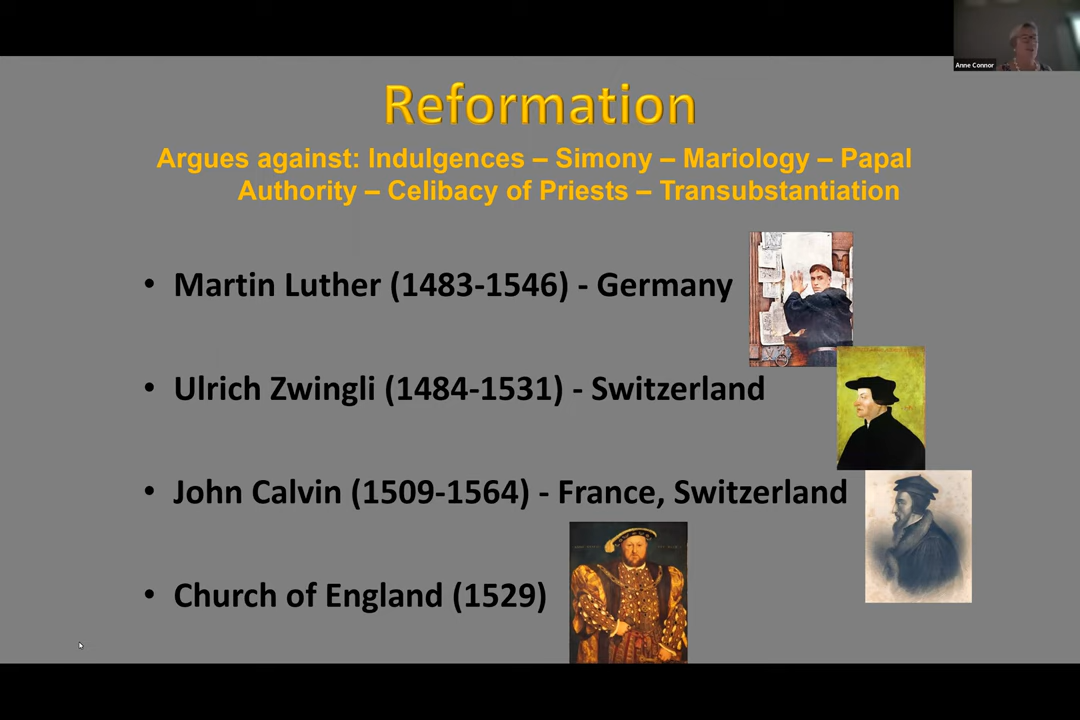 Anne Connor
Reformation
Argues against: Indulgences – Simony – Mariology – Papal
Authority – Celibacy of Priests – Transubstantiation
• Martin Luther (1483-1546) - Germany
• Ulrich Zwingli (1484-1531) - Switzerland
• John Calvin (1509-1564) - France, Switzerland
• Church of England (1529)